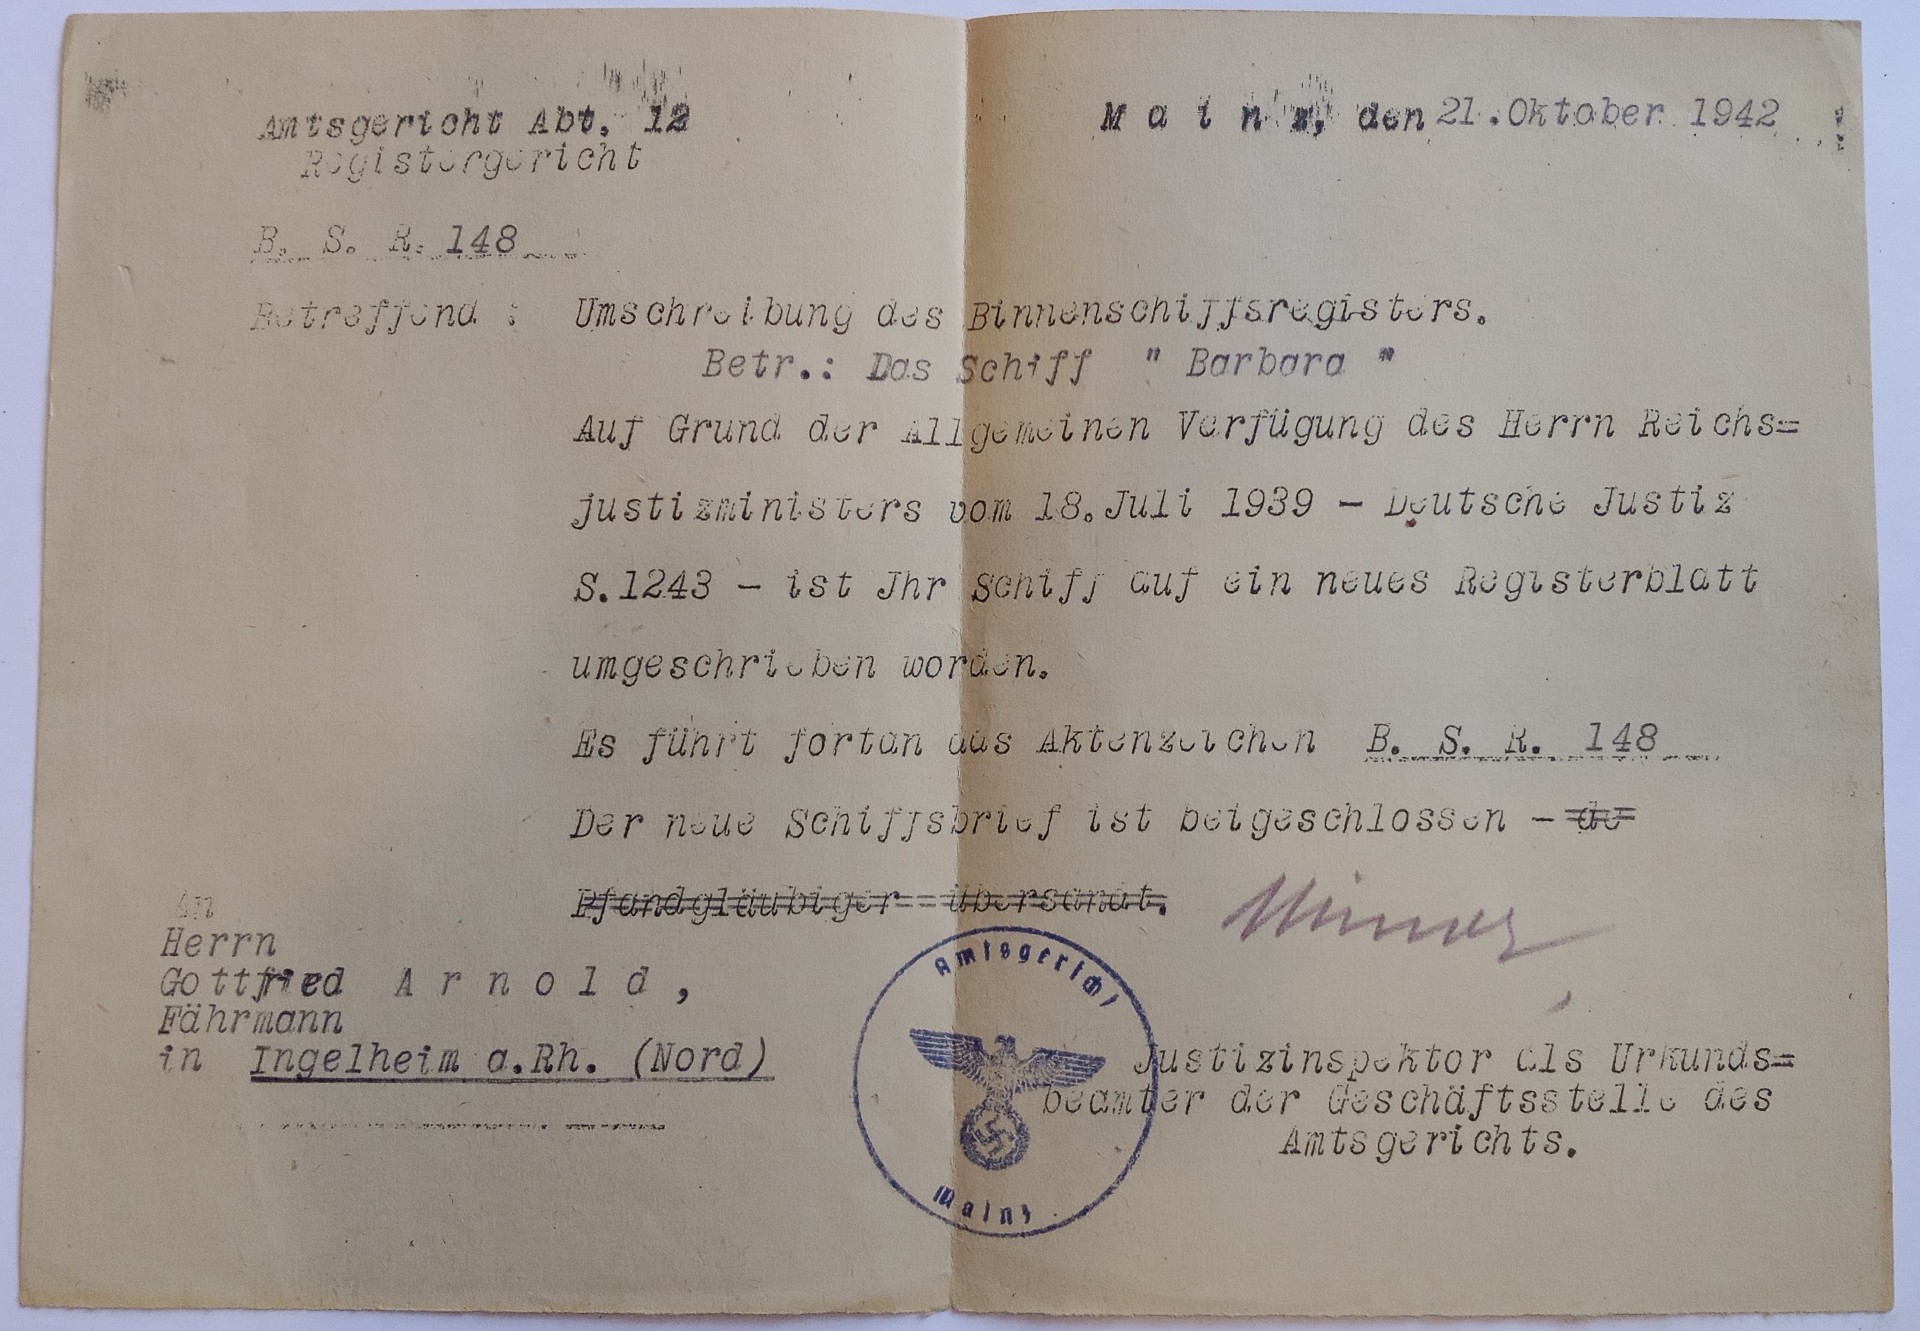 Amtsgericht Abt. 12
Registergericht
Mainz, den 21.Oktober 1942
B. S. R. 148
Betreffend : Umschreibung des Binnenschiffsregisters.
Betr.: Das Schiff " Barbara "
Auf Grund der Allgemeinen Verfügung des Herrn Reichs=
justizministers vom 18.Juli 1939 – Deutsche Justiz
S.1243 – ist Jhr Schiff auf ein neues Registerblatt
umgeschrieben worden.
Es führt fortan das Aktenzeichen B. S. R. 148
Der neue Schiffsbrief ist beigeschlossen – de
Pfandgläubiger - übersandt.
An
Herrn
Gottfried Arnold,
Fährmann
in Ingelheim a.Rh. (Nord)
Amtsgericht
Mainz
Justizinspektor als Urkunds=
beamter der Geschäftsstelle des
Amtsgerichts.